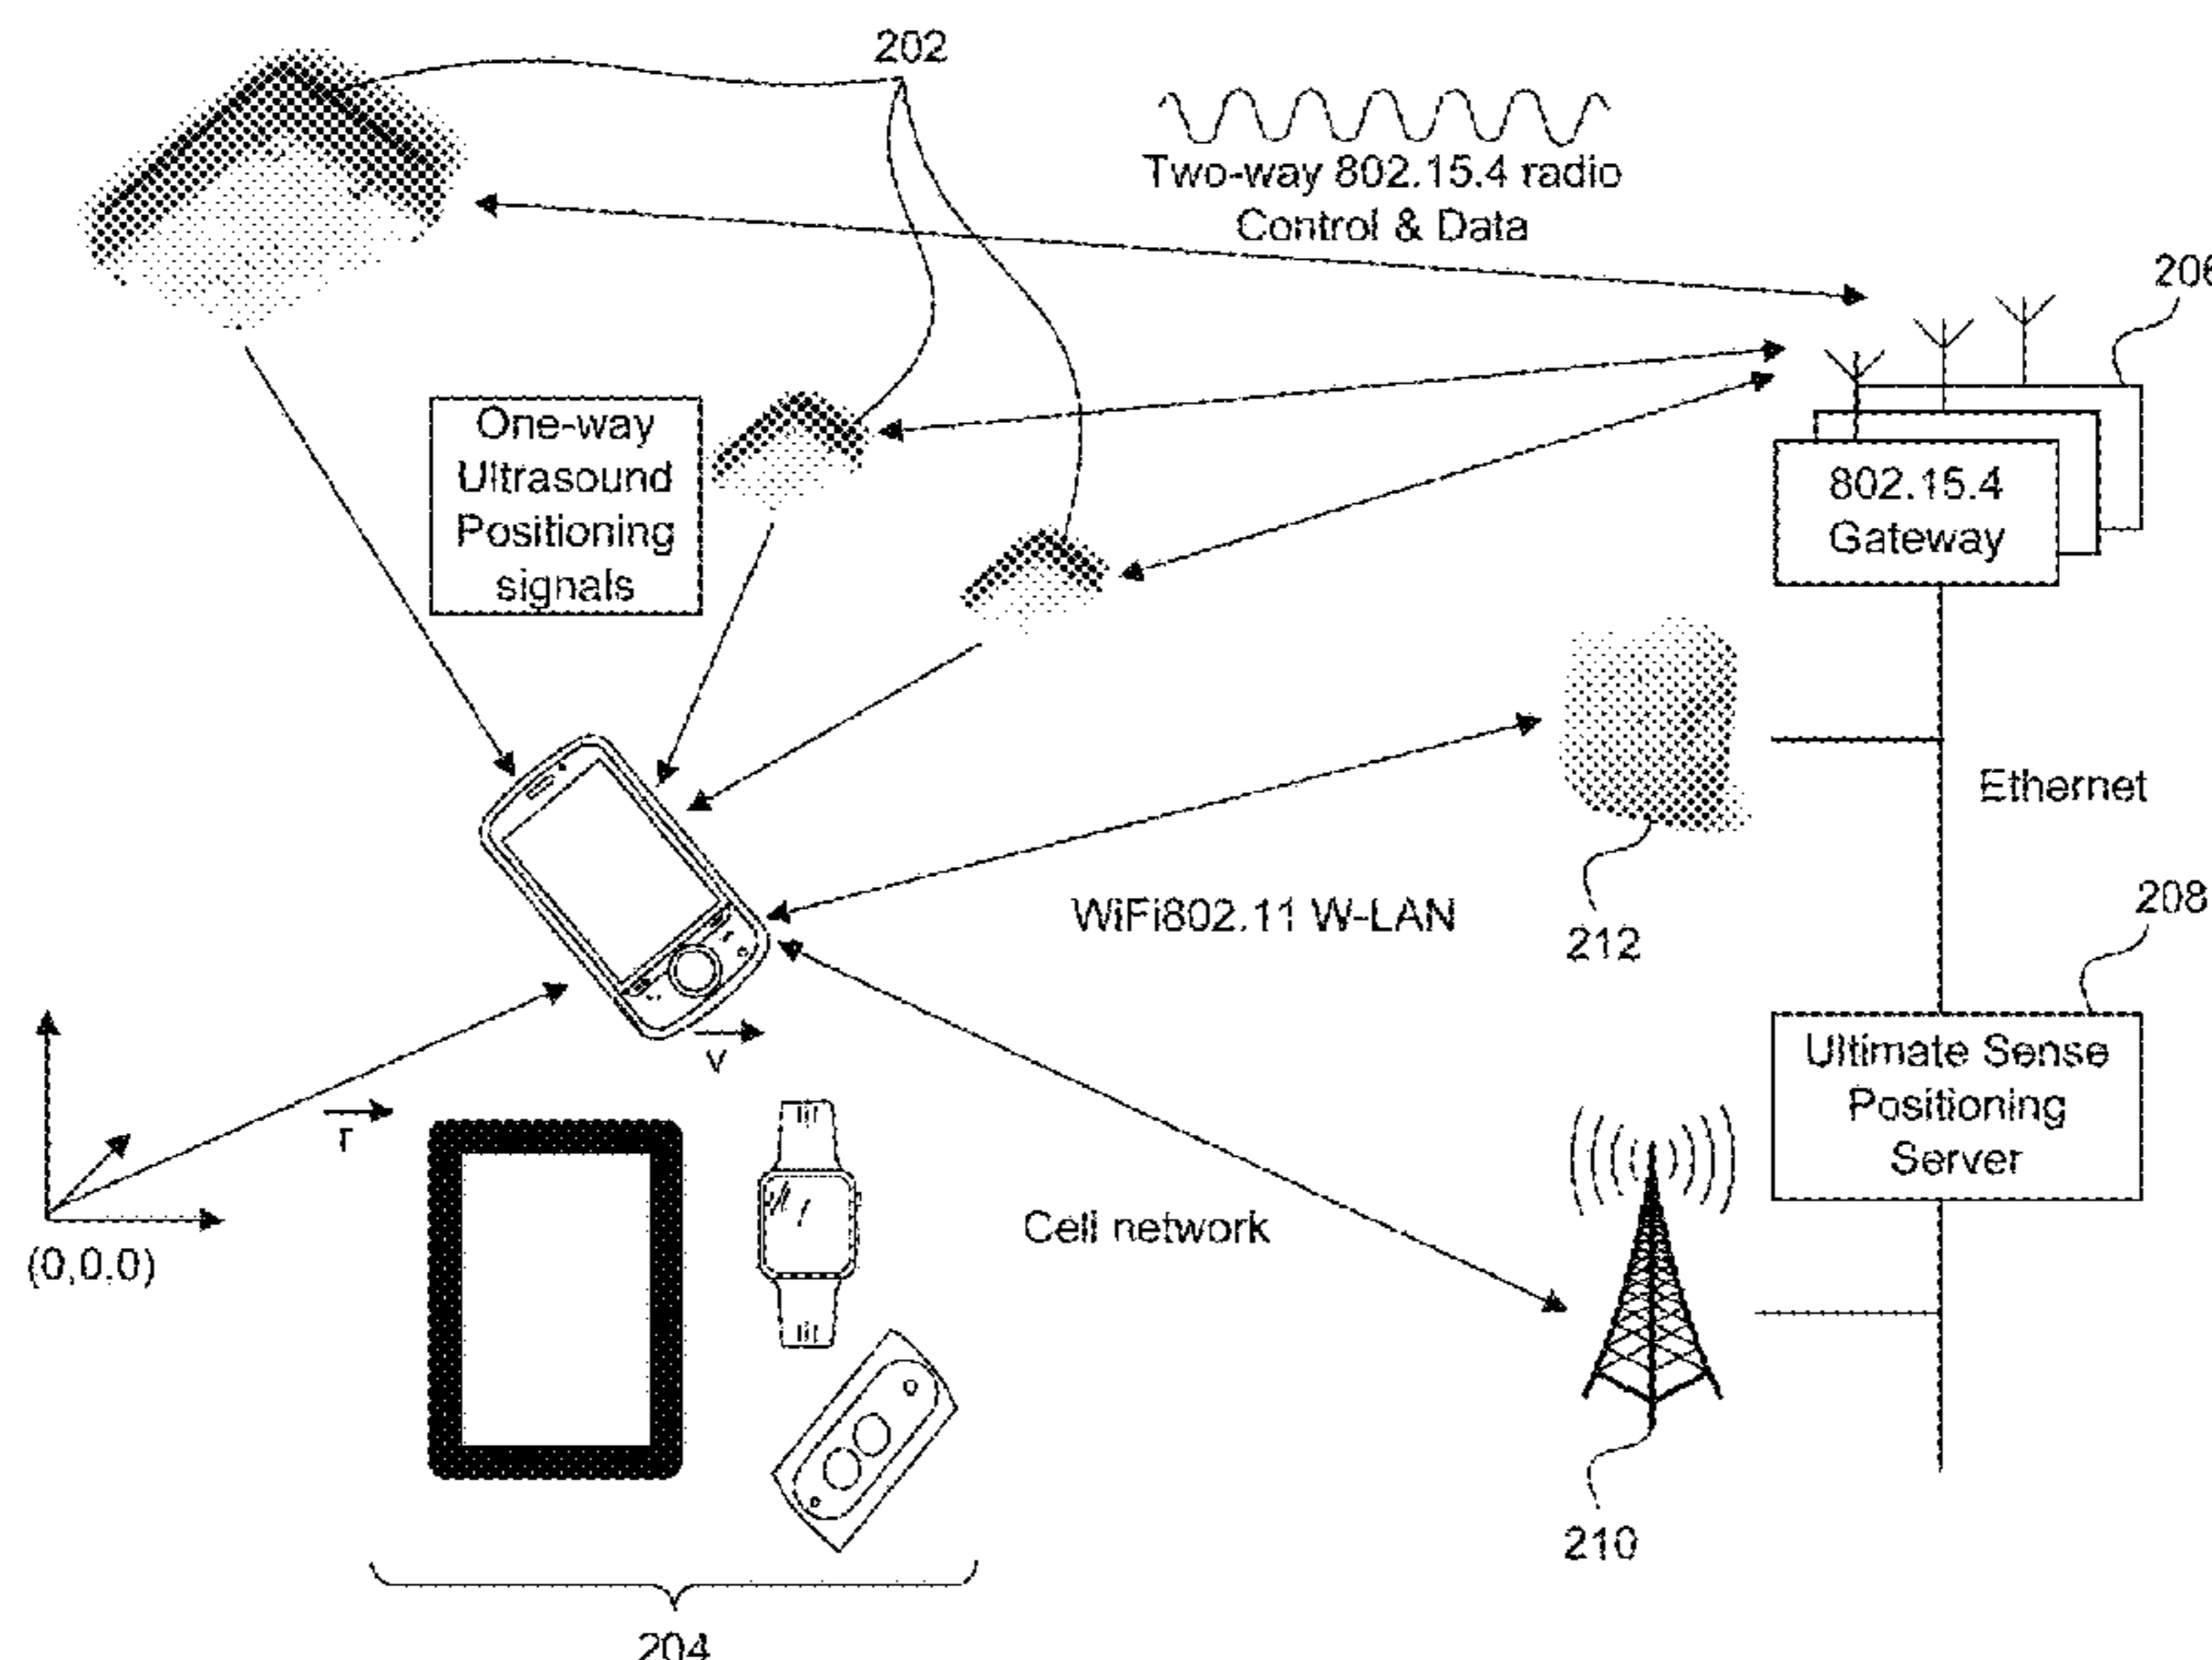 202
Two-way 802.15.4 radio
Control & Data
206
One-way
Ultrasound
Positioning
signals
802.15.4
Gateway
Ethernet
WiFi802.11 W-LAN
212
208
v
Ultimate Sense
Positioning
Server
r
Cell network
(0,0.0)
210
204